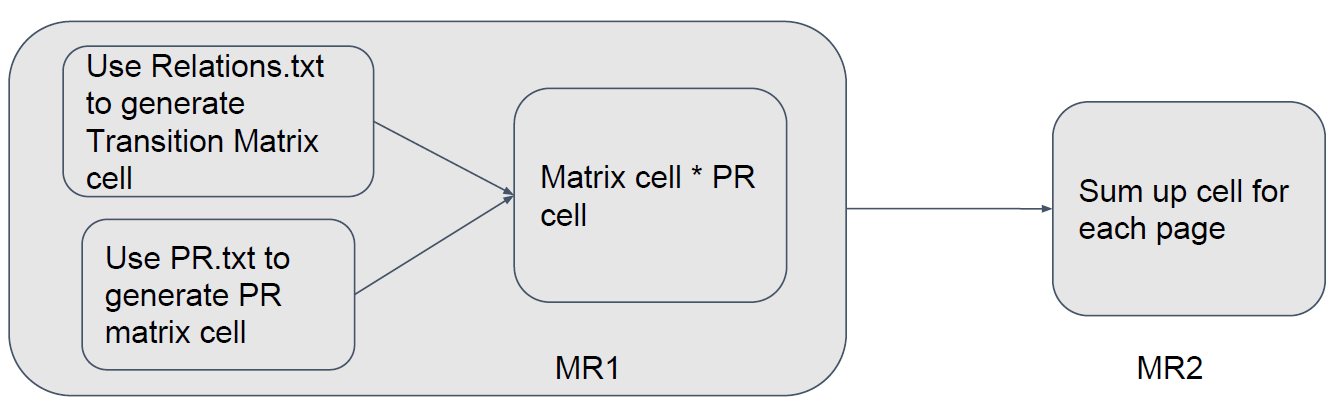 Use Relations.txt
to generate
Transition Matrix
cell
Use PR.txt to
generate PR
matrix cell
Matrix cell * PR
cell
MR1
Sum up cell for
each page
MR2